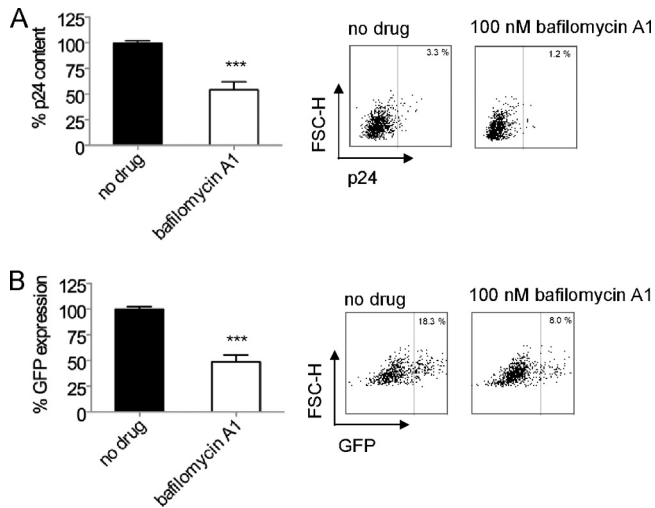 A
% p24 content
125
100
75
50
25
0
***
no drug
bafilomycin A1
no drug
100 nM bafilomycin A1
3.3 %
1.2 %
FSC-H
p24
B
% GFP expression
125
100
75
50
25
0
***
no drug
bafilomycin A1
no drug
100 nM bafilomycin A1
18.3 %
8.0 %
FSC-H
GFP